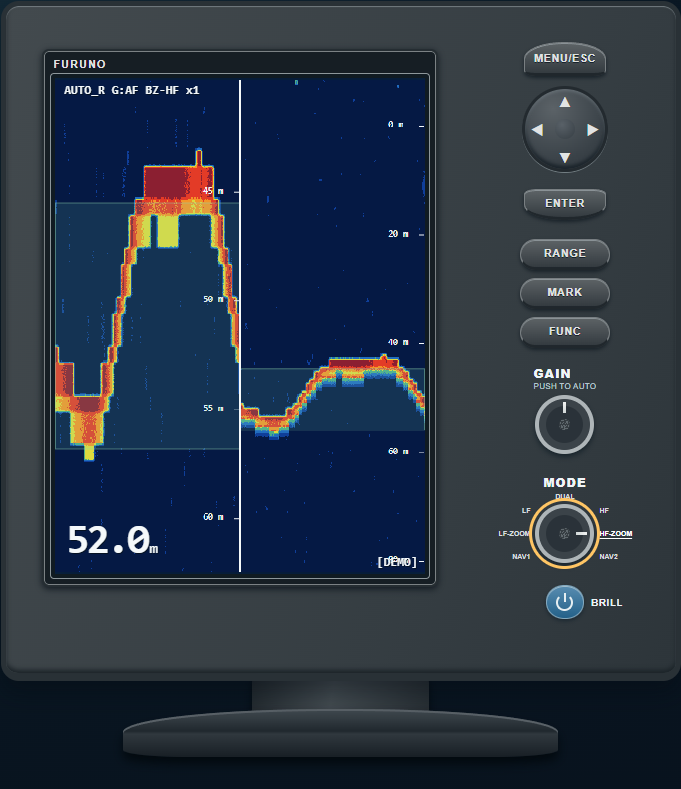 FURUNO
AUTO_R G:AF BZ-HF x1
45 m
50 m
55 m
60 m
52.0m
0 m
20 m
40 m
60 m
[DEMO]
MENU/ESC
ENTER
RANGE
MARK
FUNC
GAIN
PUSH TO AUTO
MODE
DUAL
LF
HF
LF-ZOOM
HF-ZOOM
NAV1
NAV2
BRILL